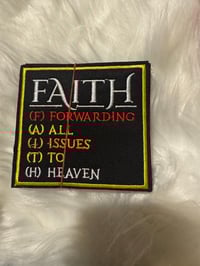 FAITH
(F) FORWARDING
(A) ALL
(I) ISSUES
(T) TO
(H) HEAVEN